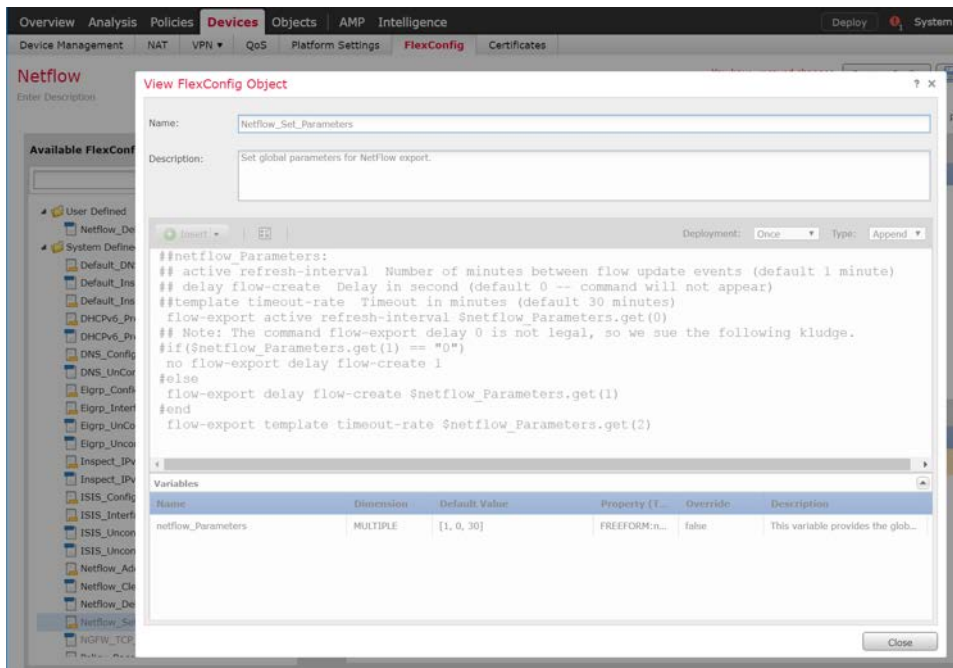 Overview Analysis Policies Devices Objects AMP Intelligence Deploy 1 System
Device Management NAT VPN QoS Platform Settings FlexConfig Certificates
Netflow
Enter Description
View FlexConfig Object ? ×
Name: Netflow_Set_Parameters
Description: Set global parameters for NetFlow export.
Available FlexConf
User Defined
Netflow_De
System Define
Default_DN
Default_Ins
Default_Ins
DHCPv6_Pr
DHCPv6_Pr
DNS_Config
DNS_UnCon
Eigrp_Confi
Eigrp_Interf
Eigrp_UnCo
Eigrp_Uncon
Inspect_IPv
Inspect_IPv
ISIS_Config
ISIS_Interf
ISIS_Uncon
ISIS_Uncon
Netflow_Ad
Netflow_Cle
Netflow_De
Netflow_Se
NGFW_TCP
Insert Deployment: Once Type: Append
##netflow_Parameters:
## active refresh-interval Number of minutes between flow update events (default 1 minute)
## delay flow-create Delay in second (default 0 -- command will not appear)
##template timeout-rate Timeout in minutes (default 30 minutes)
flow-export active refresh-interval $netflow_Parameters.get(0)
## Note: The command flow-export delay 0 is not legal, so we sue the following kludge.
#if($netflow_Parameters.get(1) == "0")
no flow-export delay flow-create 1
#else
flow-export delay flow-create $netflow_Parameters.get(1)
#end
flow-export template timeout-rate $netflow_Parameters.get(2)
Variables
Name Dimension Default Value Property (T... Override Description
netflow_Parameters MULTIPLE [1, 0, 30] FREEFORM:n... false This variable provides the glob...
Close